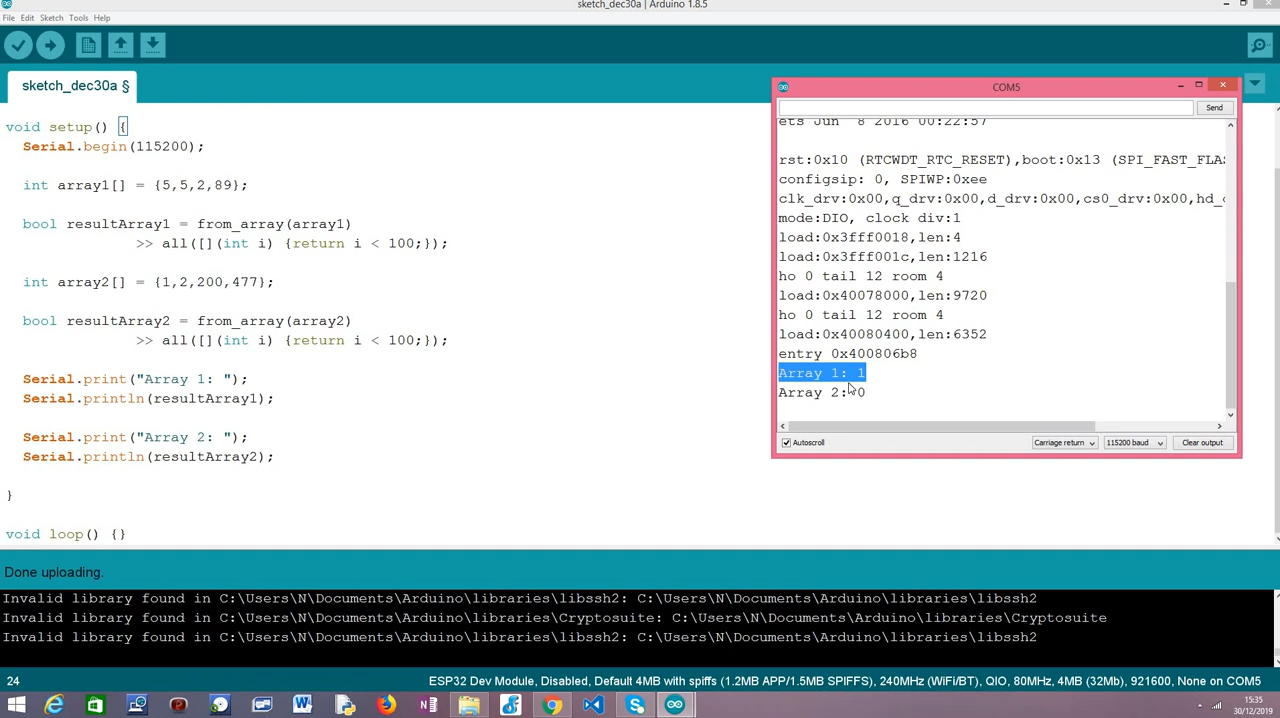 sketch_dec30a | Arduino 1.8.5
File Edit Sketch Tools Help
sketch_dec30a §
void setup() {
Serial.begin(115200);
int array1[] = {5,5,2,89};
bool resultArray1 = from_array(array1)
>> all([](int i) {return i < 100;});
int array2[] = {1,2,200,477};
bool resultArray2 = from_array(array2)
>> all([](int i) {return i < 100;});
Serial.print("Array 1: ");
Serial.println(resultArray1);
Serial.print("Array 2: ");
Serial.println(resultArray2);
}
void loop() {}
COM5
Send
ets Jun 8 2016 00:22:57
rst:0x10 (RTCWDT_RTC_RESET),boot:0x13 (SPI_FAST_FLAS
configsip: 0, SPIWP:0xee
clk_drv:0x00,q_drv:0x00,d_drv:0x00,cs0_drv:0x00,hd_
mode:DIO, clock div:1
load:0x3fff0018,len:4
load:0x3fff001c,len:1216
ho 0 tail 12 room 4
load:0x40078000,len:9720
ho 0 tail 12 room 4
load:0x40080400,len:6352
entry 0x400806b8
Array 1: 1
Array 2: 0
Autoscroll Carriage return 115200 baud Clear output
Done uploading.
Invalid library found in C:\Users\N\Documents\Arduino\libraries\libssh2: C:\Users\N\Documents\Arduino\libraries\libssh2
Invalid library found in C:\Users\N\Documents\Arduino\libraries\Cryptosuite: C:\Users\N\Documents\Arduino\libraries\Cryptosuite
Invalid library found in C:\Users\N\Documents\Arduino\libraries\libssh2: C:\Users\N\Documents\Arduino\libraries\libssh2
24 ESP32 Dev Module, Disabled, Default 4MB with spiffs (1.2MB APP/1.5MB SPIFFS), 240MHz (WiFi/BT), QIO, 80MHz, 4MB (32Mb), 921600, None on COM5
15:35
30/12/2019